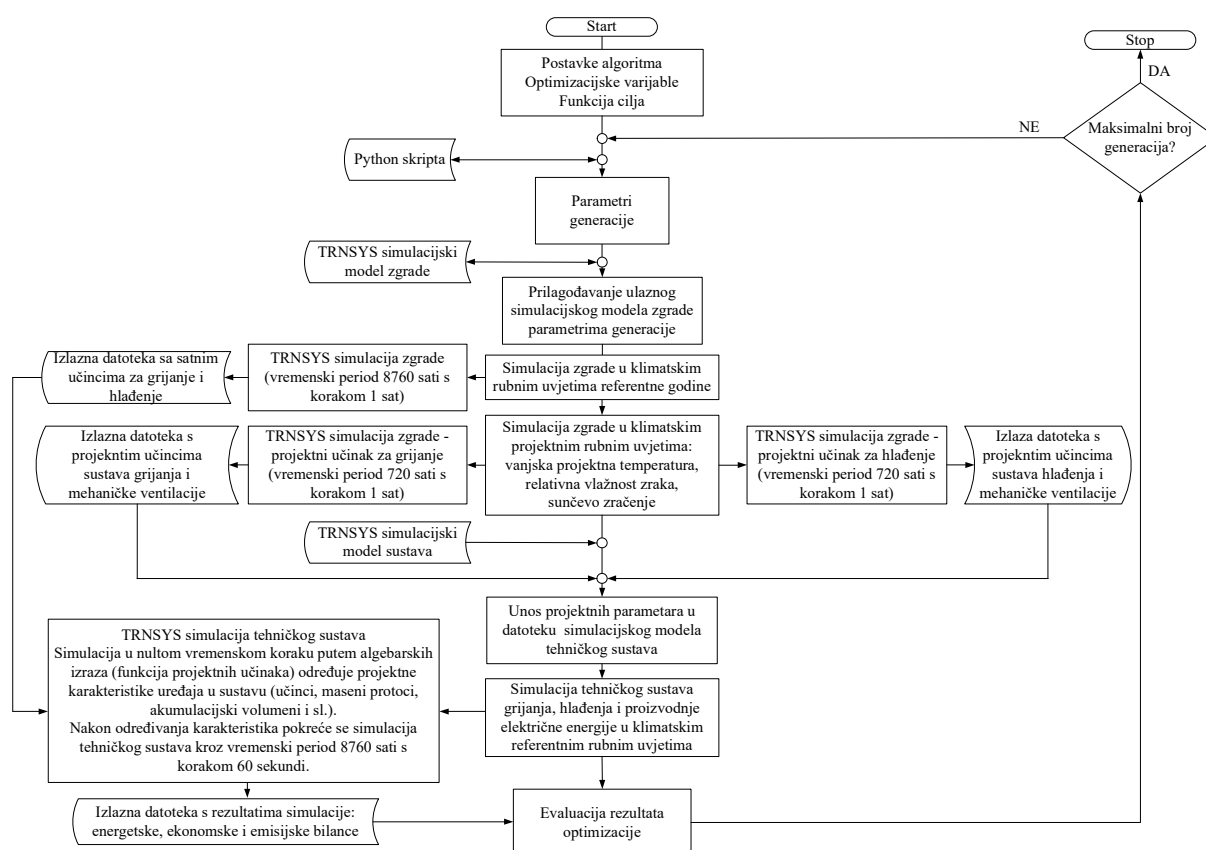 Start
Stop
Postavke algoritma
Optimizacijske varijable
Funkcija cilja
DA
NE
Maksimalni broj
generacija?
Python skripta
Parametri
generacije
TRNSYS simulacijski
model zgrade
Prilagođavanje ulaznog
simulacijskog modela zgrade
parametrima generacije
Izlazna datoteka sa satnim
učincima za grijanje i
hlađenje
TRNSYS simulacija zgrade
(vremenski period 8760 sati s
korakom 1 sat)
Simulacija zgrade u klimatskim
rubnim uvjetima referentne godine
Izlazna datoteka s
projekntim učincima
sustava grijanja i
mehaničke ventilacije
TRNSYS simulacija zgrade -
projektni učinak za grijanje
(vremenski period 720 sati s
korakom 1 sat)
Simulacija zgrade u klimatskim
projektnim rubnim uvjetima:
vanjska projektna temperatura,
relativna vlažnost zraka,
sunčevo zračenje
TRNSYS simulacija zgrade -
projektni učinak za hlađenje
(vremenski period 720 sati s
korakom 1 sat)
Izlaza datoteka s
projekntim učincima
sustava hlađenja i
mehaničke ventilacije
TRNSYS simulacijski
model sustava
Unos projektnih parametara u
datoteku simulacijskog modela
tehničkog sustava
TRNSYS simulacija tehničkog sustava
Simulacija u nultom vremenskom koraku putem algebarskih
izraza (funkcija projektnih učinaka) određuje projektne
karakteristike uređaja u sustavu (učinci, maseni protoci,
akumulacijski volumeni i sl.).
Nakon određivanja karakteristika pokreće se simulacija
tehničkog sustava kroz vremenski period 8760 sati s
korakom 60 sekundi.
Simulacija tehničkog sustava
grijanja, hlađenja i proizvodnje
električne energije u klimatskim
referentnim rubnim uvjetima
Izlazna datoteka s rezultatima simulacije:
energetske, ekonomske i emisijske bilance
Evaluacija rezultata
optimizacije